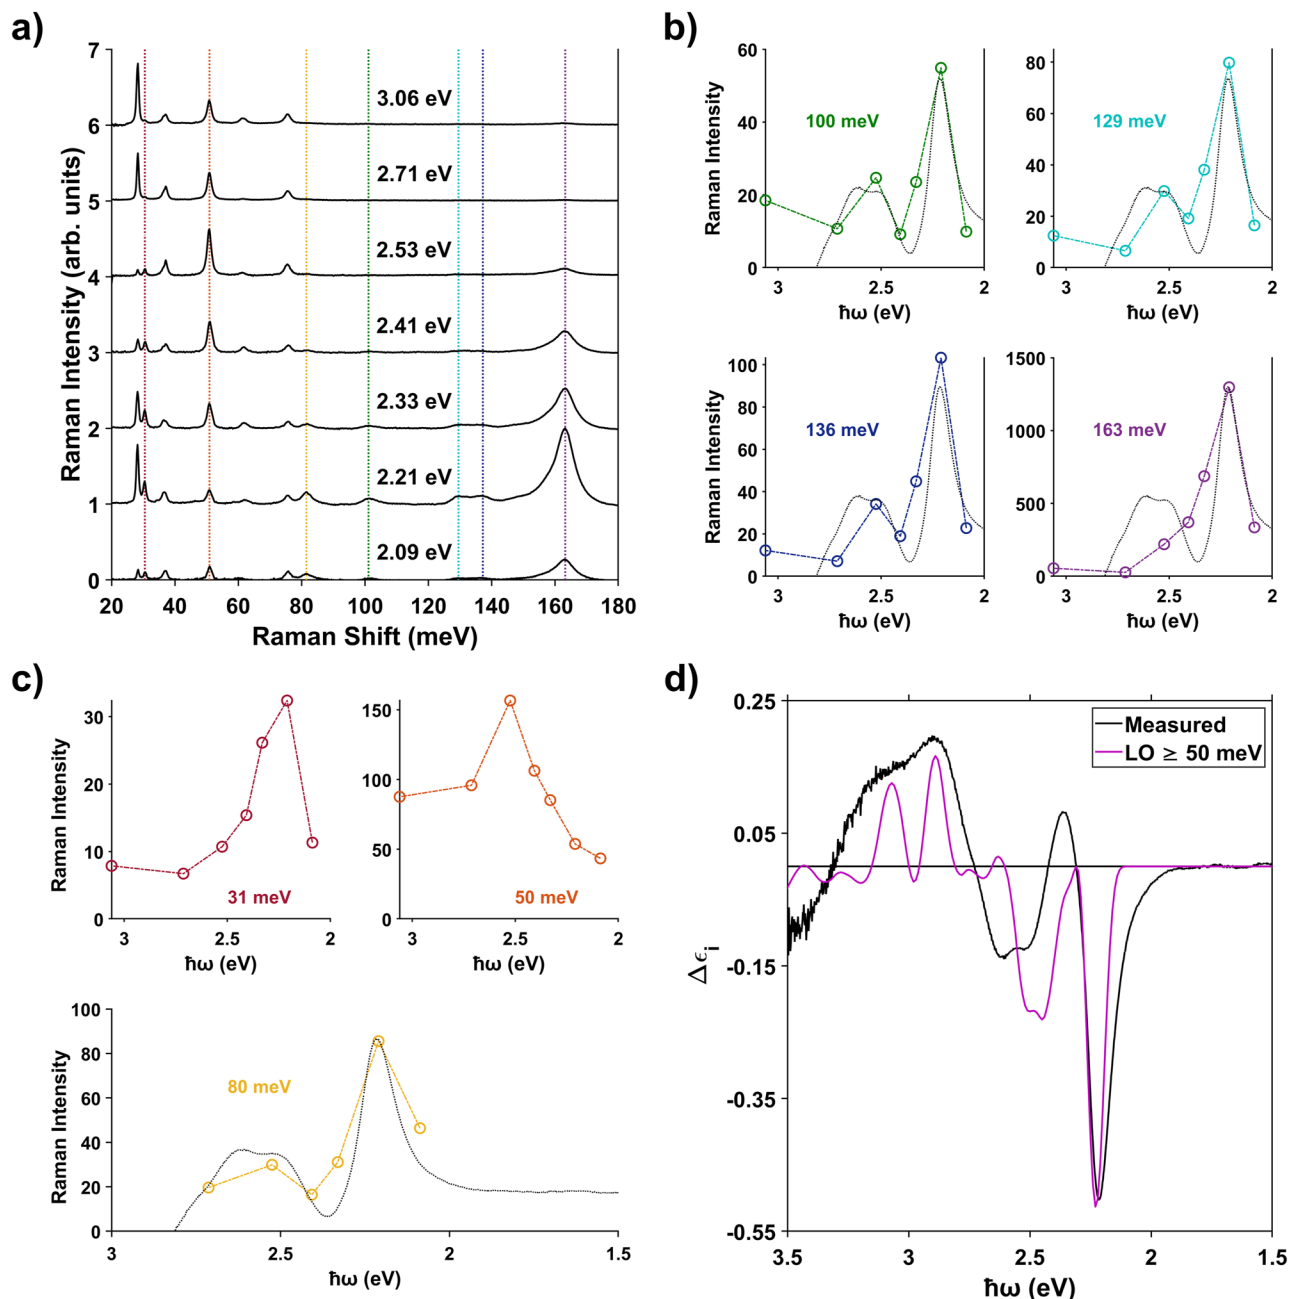 a)
7
6
5
4
3
2
1
0
Raman Intensity (arb. units)
3.06 eV
2.71 eV
2.53 eV
2.41 eV
2.33 eV
2.21 eV
2.09 eV
20 40 60 80 100 120 140 160 180
Raman Shift (meV)
b)
60
40
20
0
Raman Intensity
100 meV
3 2.5 2
ħω (eV)
80
60
40
20
0
129 meV
3 2.5 2
ħω (eV)
100
80
60
40
20
0
Raman Intensity
136 meV
3 2.5 2
ħω (eV)
1500
1000
500
0
163 meV
3 2.5 2
ħω (eV)
c)
30
20
10
0
Raman Intensity
31 meV
3 2.5 2
ħω (eV)
150
100
50
0
50 meV
3 2.5 2
ħω (eV)
100
80
60
40
20
0
Raman Intensity
80 meV
3 2.5 2 1.5
ħω (eV)
d)
0.25
0.05
-0.15
-0.35
-0.55
Δϵi
Measured
LO ≥ 50 meV
3.5 3 2.5 2 1.5
ħω (eV)